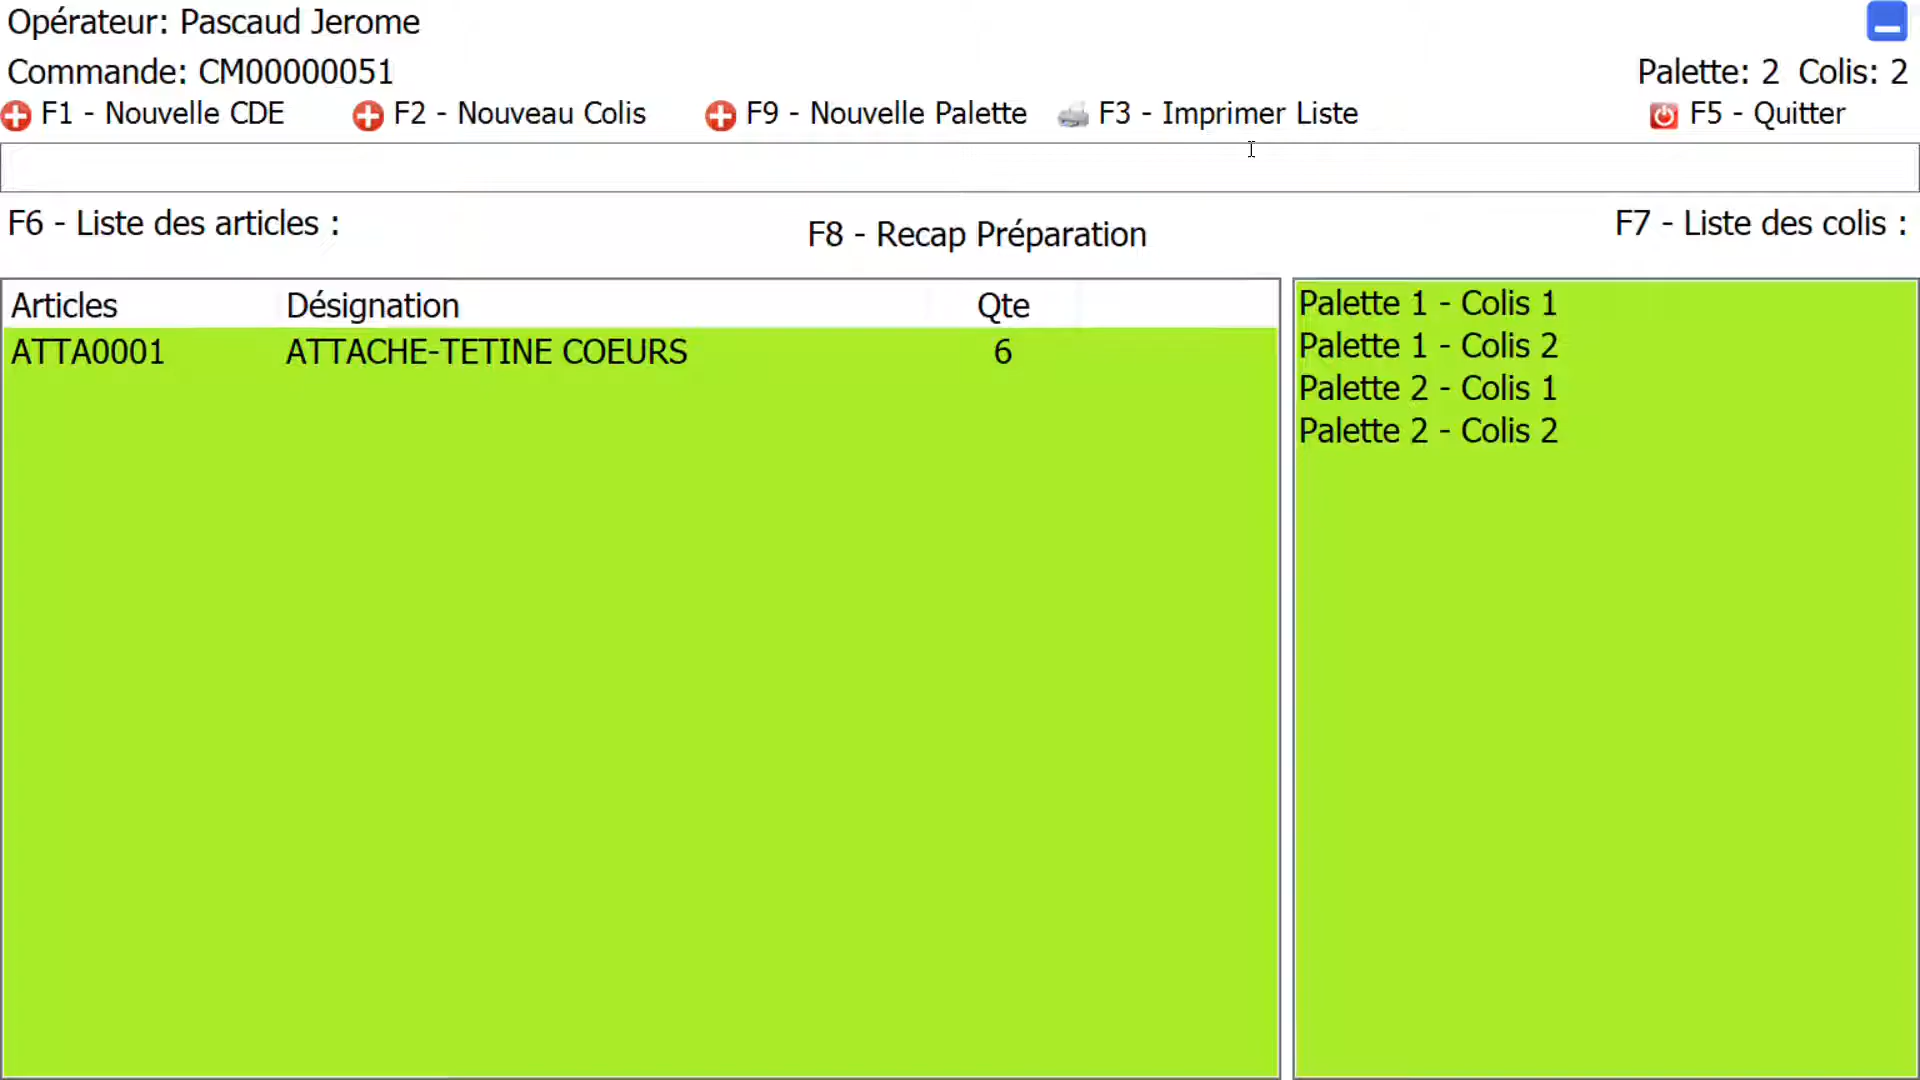 Opérateur: Pascaud Jerome
Commande: CM00000051
Palette: 2 Colis: 2
F1 - Nouvelle CDE
F2 - Nouveau Colis
F9 - Nouvelle Palette
F3 - Imprimer Liste
F5 - Quitter
F6 - Liste des articles :
F8 - Recap Préparation
F7 - Liste des colis :
Articles Désignation Qte
ATTA0001 ATTACHE-TETINE COEURS 6
Palette 1 - Colis 1
Palette 1 - Colis 2
Palette 2 - Colis 1
Palette 2 - Colis 2